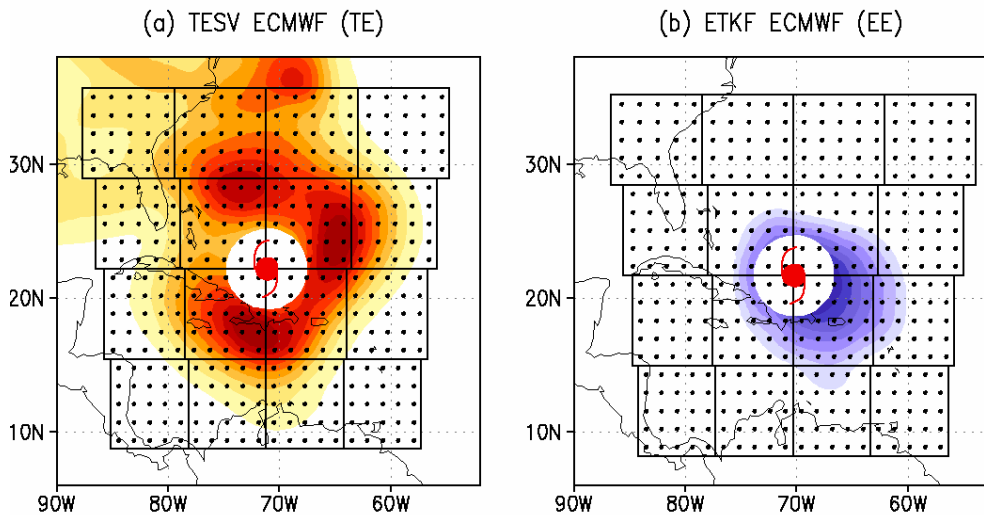 (a) TESV ECMWF (TE)
(b) ETKF ECMWF (EE)
30N
20N
10N
90W 80W 70W 60W
30N
20N
10N
90W 80W 70W 60W